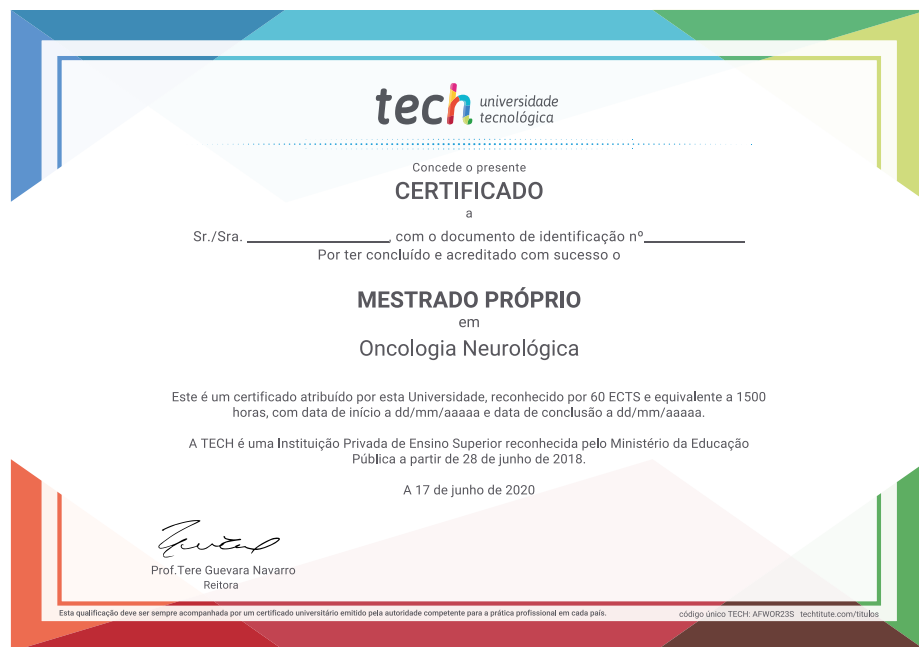 tech universidade
tecnológica
Concede o presente
CERTIFICADO
a
Sr./Sra. ____________________, com o documento de identificação nº______________
Por ter concluído e acreditado com sucesso o
MESTRADO PRÓPRIO
em
Oncologia Neurológica
Este é um certificado atribuído por esta Universidade, reconhecido por 60 ECTS e equivalente a 1500
horas, com data de início a dd/mm/aaaaa e data de conclusão a dd/mm/aaaaa.
A TECH é uma Instituição Privada de Ensino Superior reconhecida pelo Ministério da Educação
Pública a partir de 28 de junho de 2018.
A 17 de junho de 2020
Prof.Tere Guevara Navarro
Reitora
Esta qualificação deve ser sempre acompanhada por um certificado universitário emitido pela autoridade competente para a prática profissional em cada país. código único TECH: AFWOR23S techtitute.com/titulos